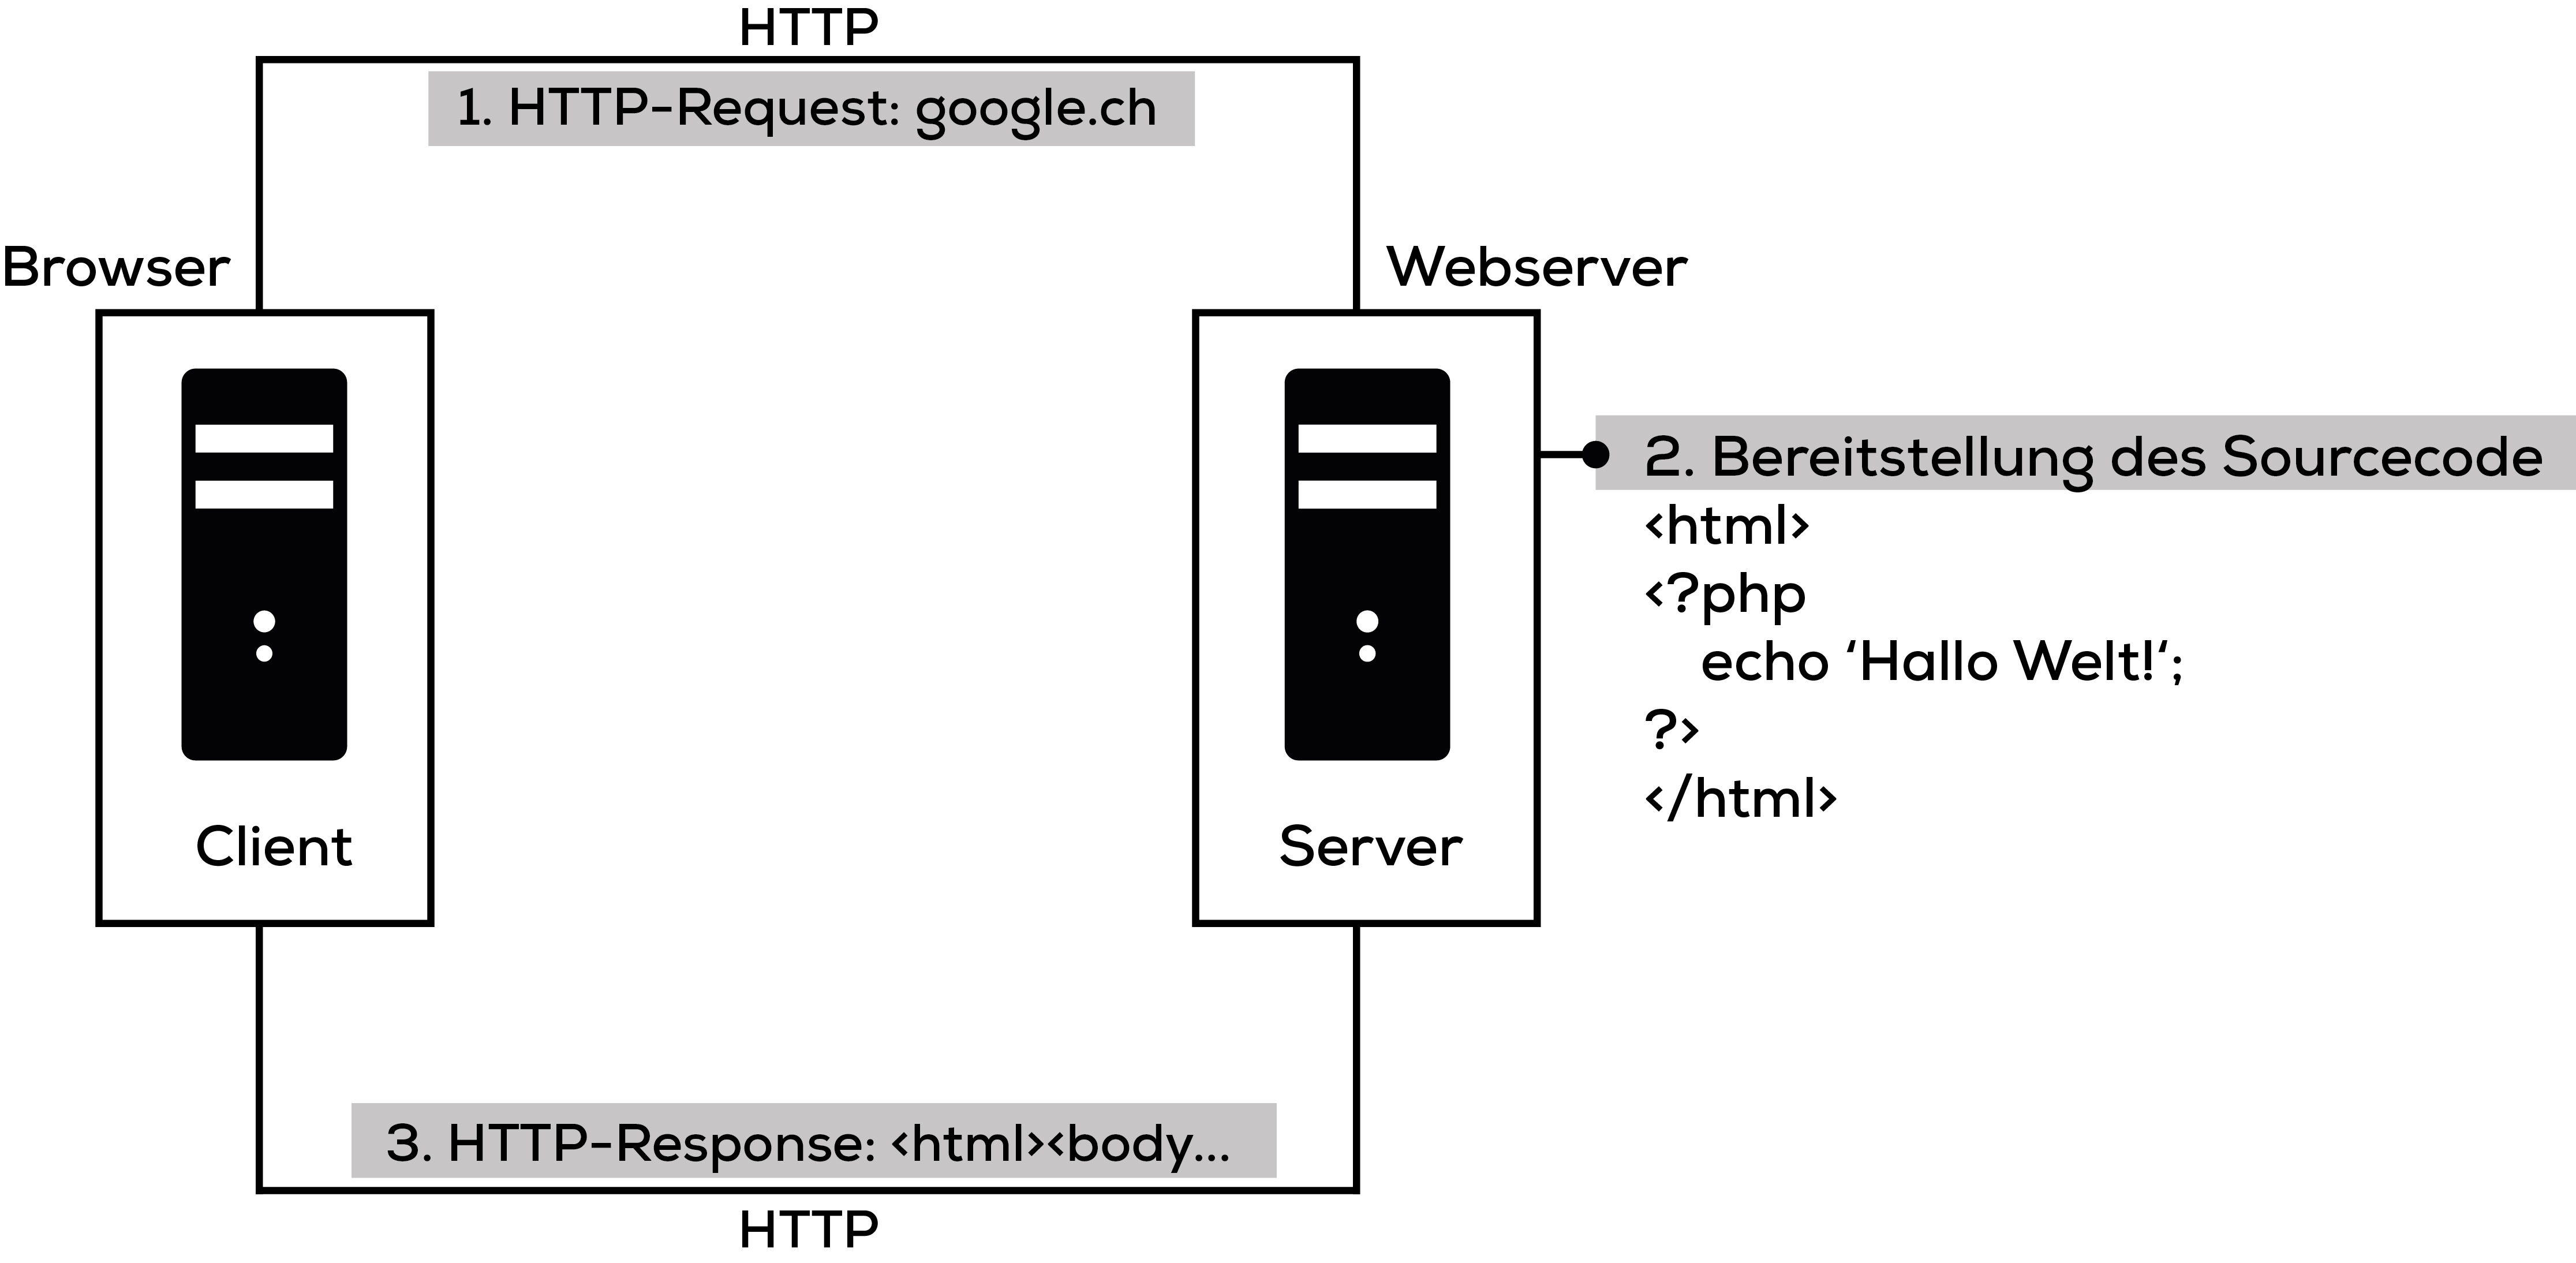 HTTP
1. HTTP-Request: google.ch
Browser
Webserver
Client
Server
2. Bereitstellung des Sourcecode
<html>
<?php
echo ‘Hallo Welt!‘;
?>
</html>
3. HTTP-Response: <html><body...
HTTP